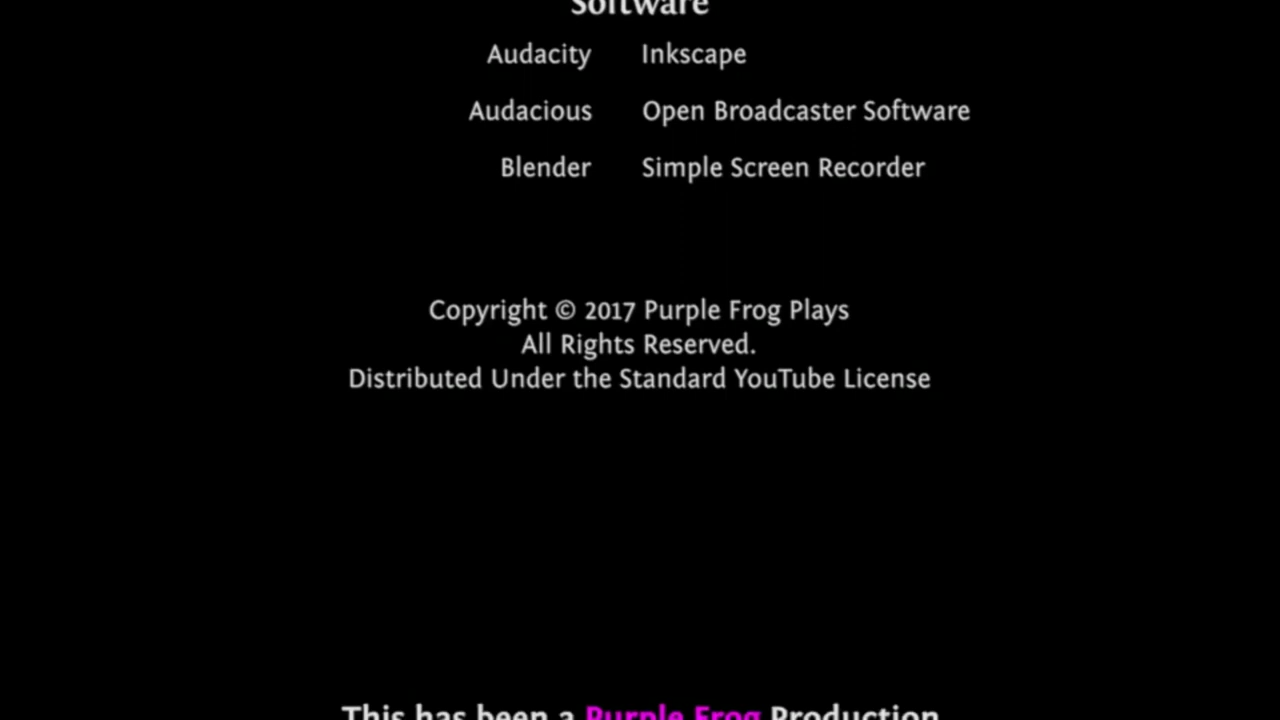 Software
Audacity Inkscape
Audacious Open Broadcaster Software
Blender Simple Screen Recorder
Copyright © 2017 Purple Frog Plays
All Rights Reserved.
Distributed Under the Standard YouTube License
This has been a Purple Frog Production